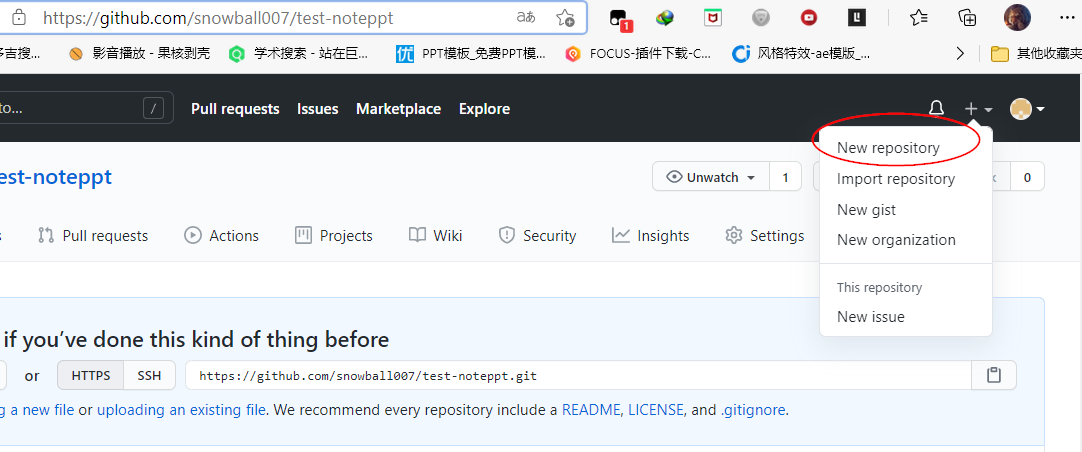 https://github.com/snowball007/test-noteppt aあ 1
多吉搜... 影音播放 - 果核剥壳 学术搜索 - 站在巨... 优 PPT模板_免费PPT模... FOCUS-插件下载-C... 风格特效-ae模版_... 其他收藏夹
to... / Pull requests Issues Marketplace Explore
New repository
est-noteppt Unwatch 1 0
Import repository
New gist
s Pull requests Actions Projects Wiki Security Insights Settings
New organization
This repository
New issue
if you've done this kind of thing before
or HTTPS SSH https://github.com/snowball007/test-noteppt.git
g a new file or uploading an existing file. We recommend every repository include a README, LICENSE, and .gitignore.